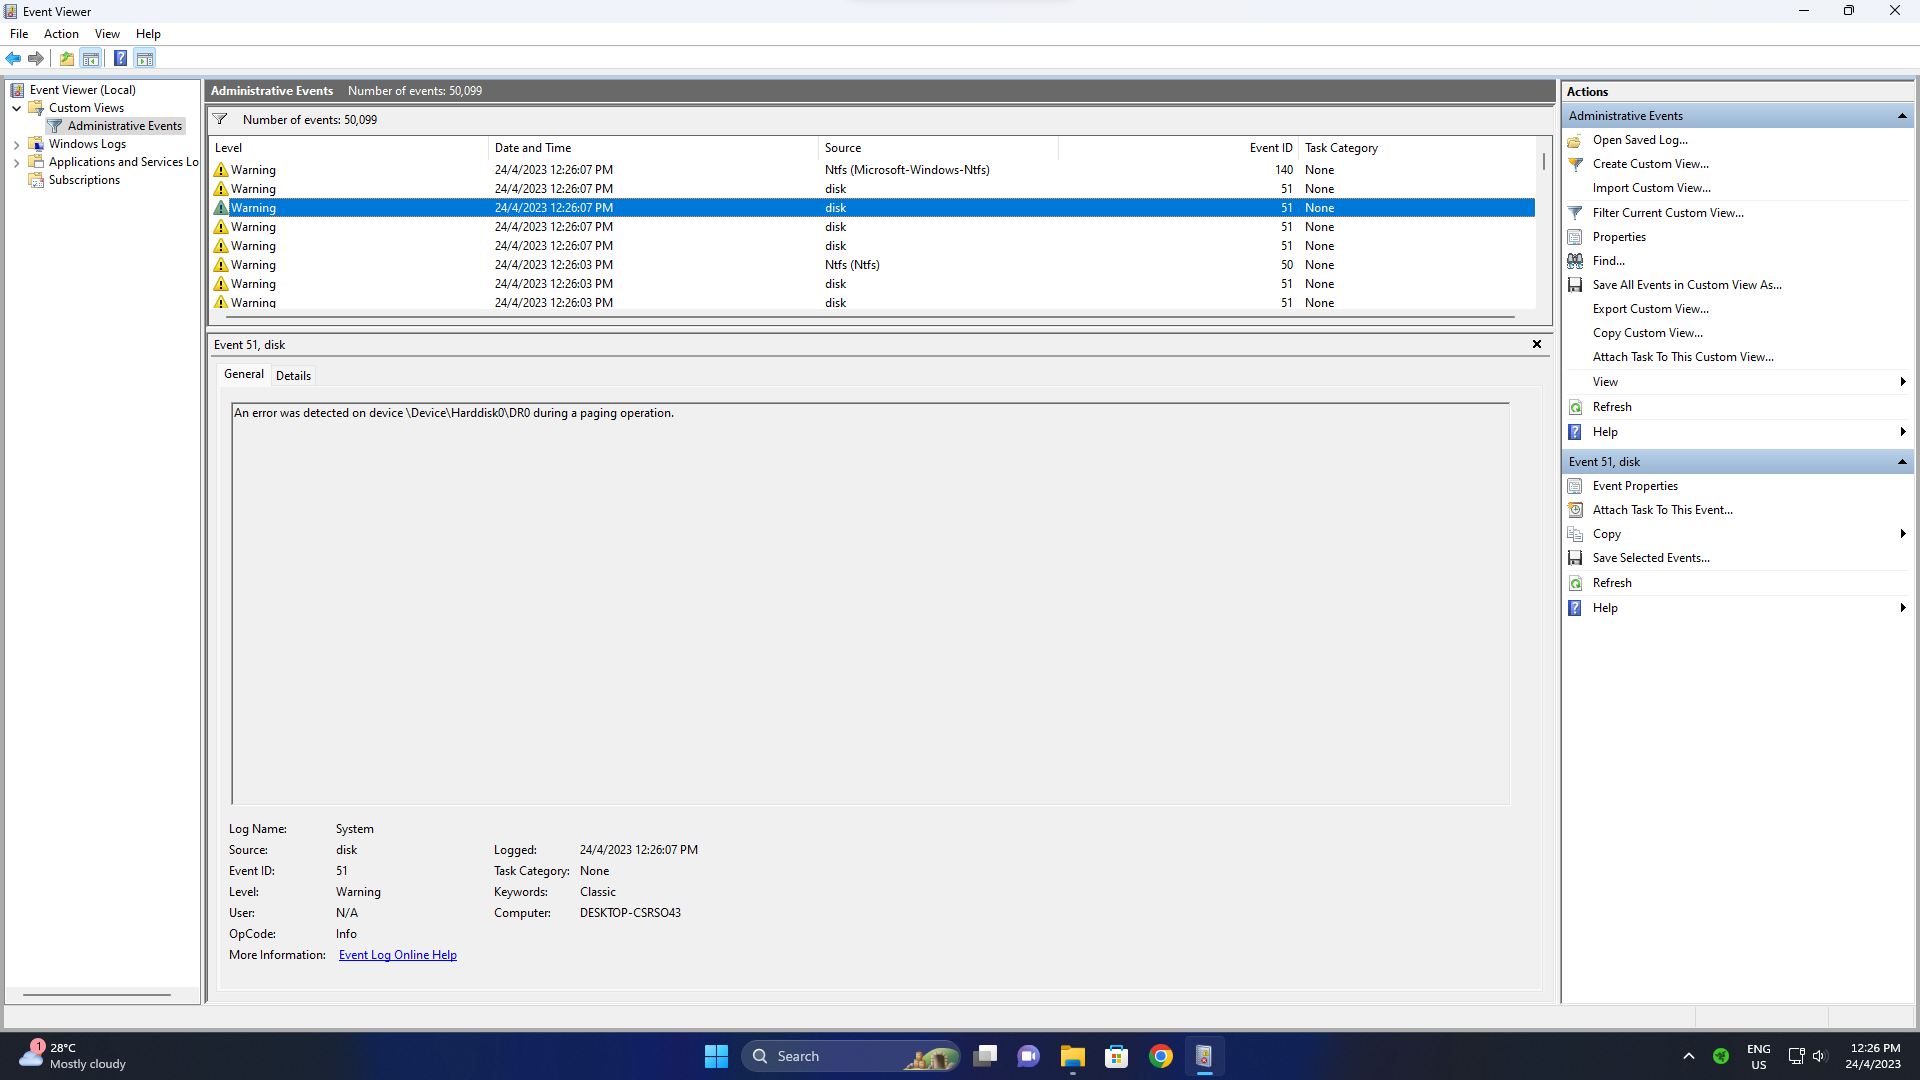 Event Viewer
File Action View Help
Event Viewer (Local)
Custom Views
Administrative Events
Windows Logs
Applications and Services Lo
Subscriptions
Administrative Events Number of events: 50,099
Number of events: 50,099
Level Date and Time Source Event ID Task Category
Warning 24/4/2023 12:26:07 PM Ntfs (Microsoft-Windows-Ntfs) 140 None
Warning 24/4/2023 12:26:07 PM disk 51 None
Warning 24/4/2023 12:26:07 PM disk 51 None
Warning 24/4/2023 12:26:07 PM disk 51 None
Warning 24/4/2023 12:26:07 PM disk 51 None
Warning 24/4/2023 12:26:03 PM Ntfs (Ntfs) 50 None
Warning 24/4/2023 12:26:03 PM disk 51 None
Warning 24/4/2023 12:26:03 PM disk 51 None
Event 51, disk
General Details
An error was detected on device \Device\Harddisk0\DR0 during a paging operation.
Log Name: System
Source: disk Logged: 24/4/2023 12:26:07 PM
Event ID: 51 Task Category: None
Level: Warning Keywords: Classic
User: N/A Computer: DESKTOP-CSRSO43
OpCode: Info
More Information: Event Log Online Help
Actions
Administrative Events
Open Saved Log...
Create Custom View...
Import Custom View...
Filter Current Custom View...
Properties
Find...
Save All Events in Custom View As...
Export Custom View...
Copy Custom View...
Attach Task To This Custom View...
View
Refresh
Help
Event 51, disk
Event Properties
Attach Task To This Event...
Copy
Save Selected Events...
Refresh
Help
1
28°C
Mostly cloudy
Search
ENG
US
12:26 PM
24/4/2023